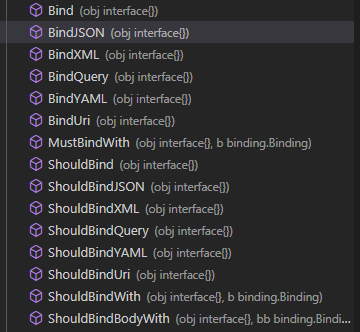 Bind (obj interface{})
BindJSON (obj interface{})
BindXML (obj interface{})
BindQuery (obj interface{})
BindYAML (obj interface{})
BindUri (obj interface{})
MustBindWith (obj interface{}, b binding.Binding)
ShouldBind (obj interface{})
ShouldBindJSON (obj interface{})
ShouldBindXML (obj interface{})
ShouldBindQuery (obj interface{})
ShouldBindYAML (obj interface{})
ShouldBindUri (obj interface{})
ShouldBindWith (obj interface{}, b binding.Binding)
ShouldBindBodyWith (obj interface{}, bb binding.Bindi...